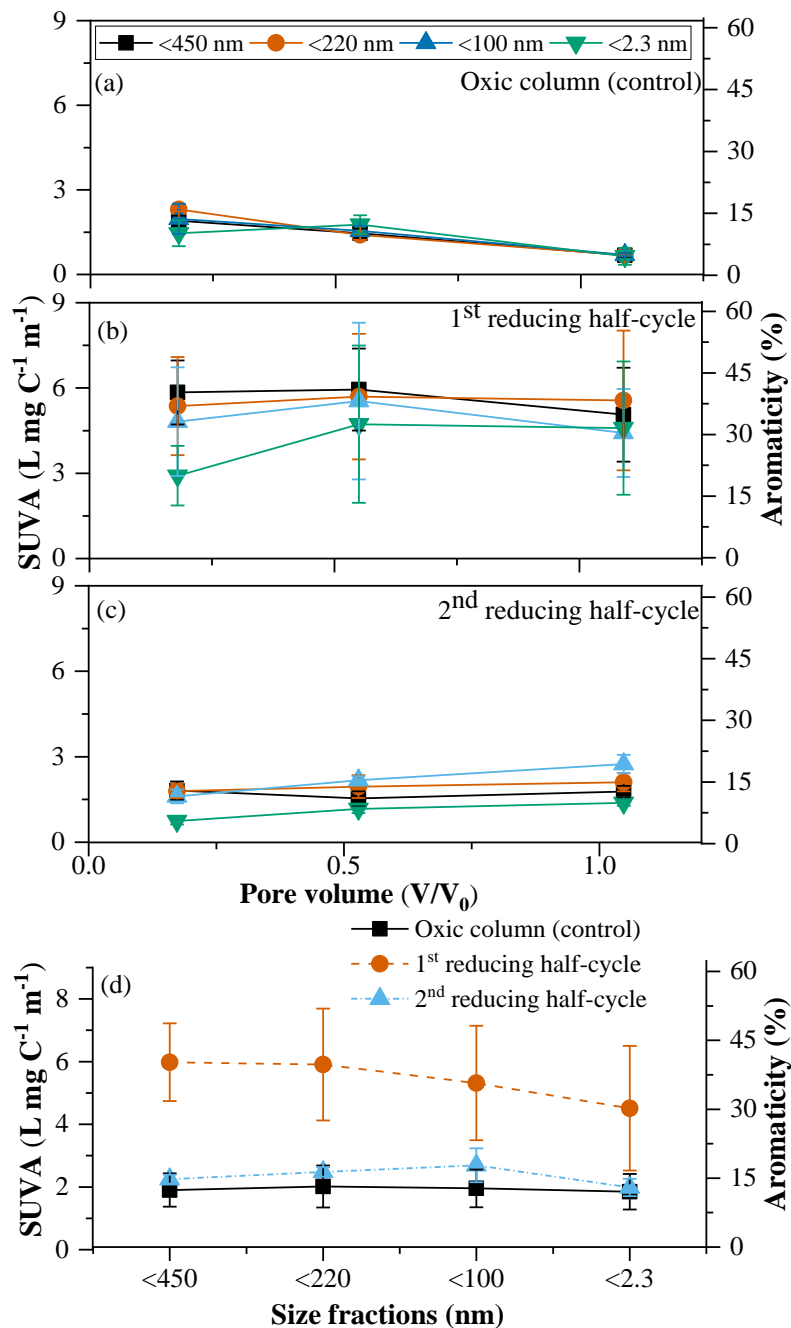 <450 nm <220 nm <100 nm <2.3 nm
(a) Oxic column (control)
9
6
3
0
60
45
30
15
0
(b) 1st reducing half-cycle
9
6
3
0
60
45
30
15
0
SUVA (L mg C-1 m-1)
Aromaticity (%)
(c) 2nd reducing half-cycle
9
6
3
0
60
45
30
15
0
0.0 0.5 1.0
Pore volume (V/V0)
Oxic column (control)
1st reducing half-cycle
2nd reducing half-cycle
(d)
8
6
4
2
0
60
45
30
15
0
SUVA (L mg C-1 m-1)
Aromaticity (%)
<450 <220 <100 <2.3
Size fractions (nm)